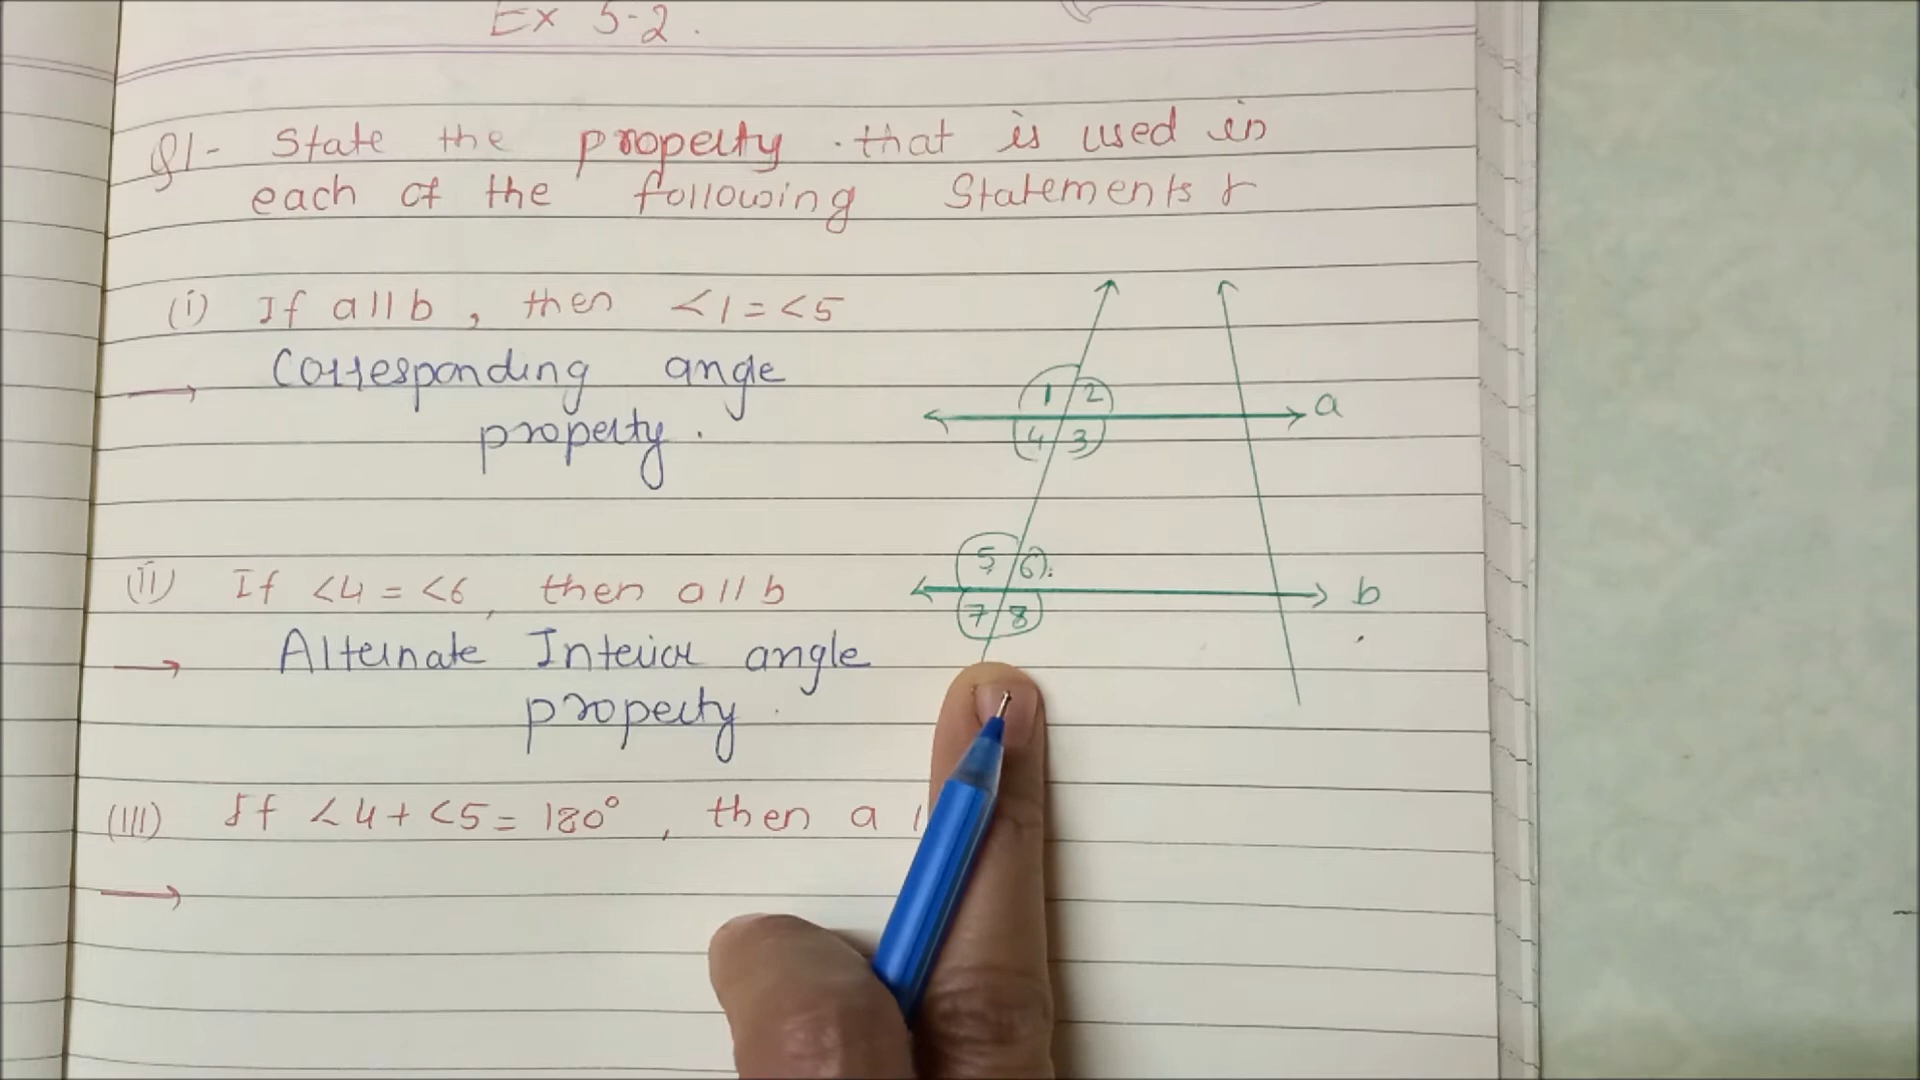 Ex 5-2.
Q1- State the property that is used in
each of the following Statements
(i) If a||b, then <1=<5
→ Corresponding angle
property.
1 2
a
4 3
5 6
(ii) If <4=<6, then a||b
b
7 8
→ Alternate Interior angle
property.
(III) If <4+<5=180°, then a
→